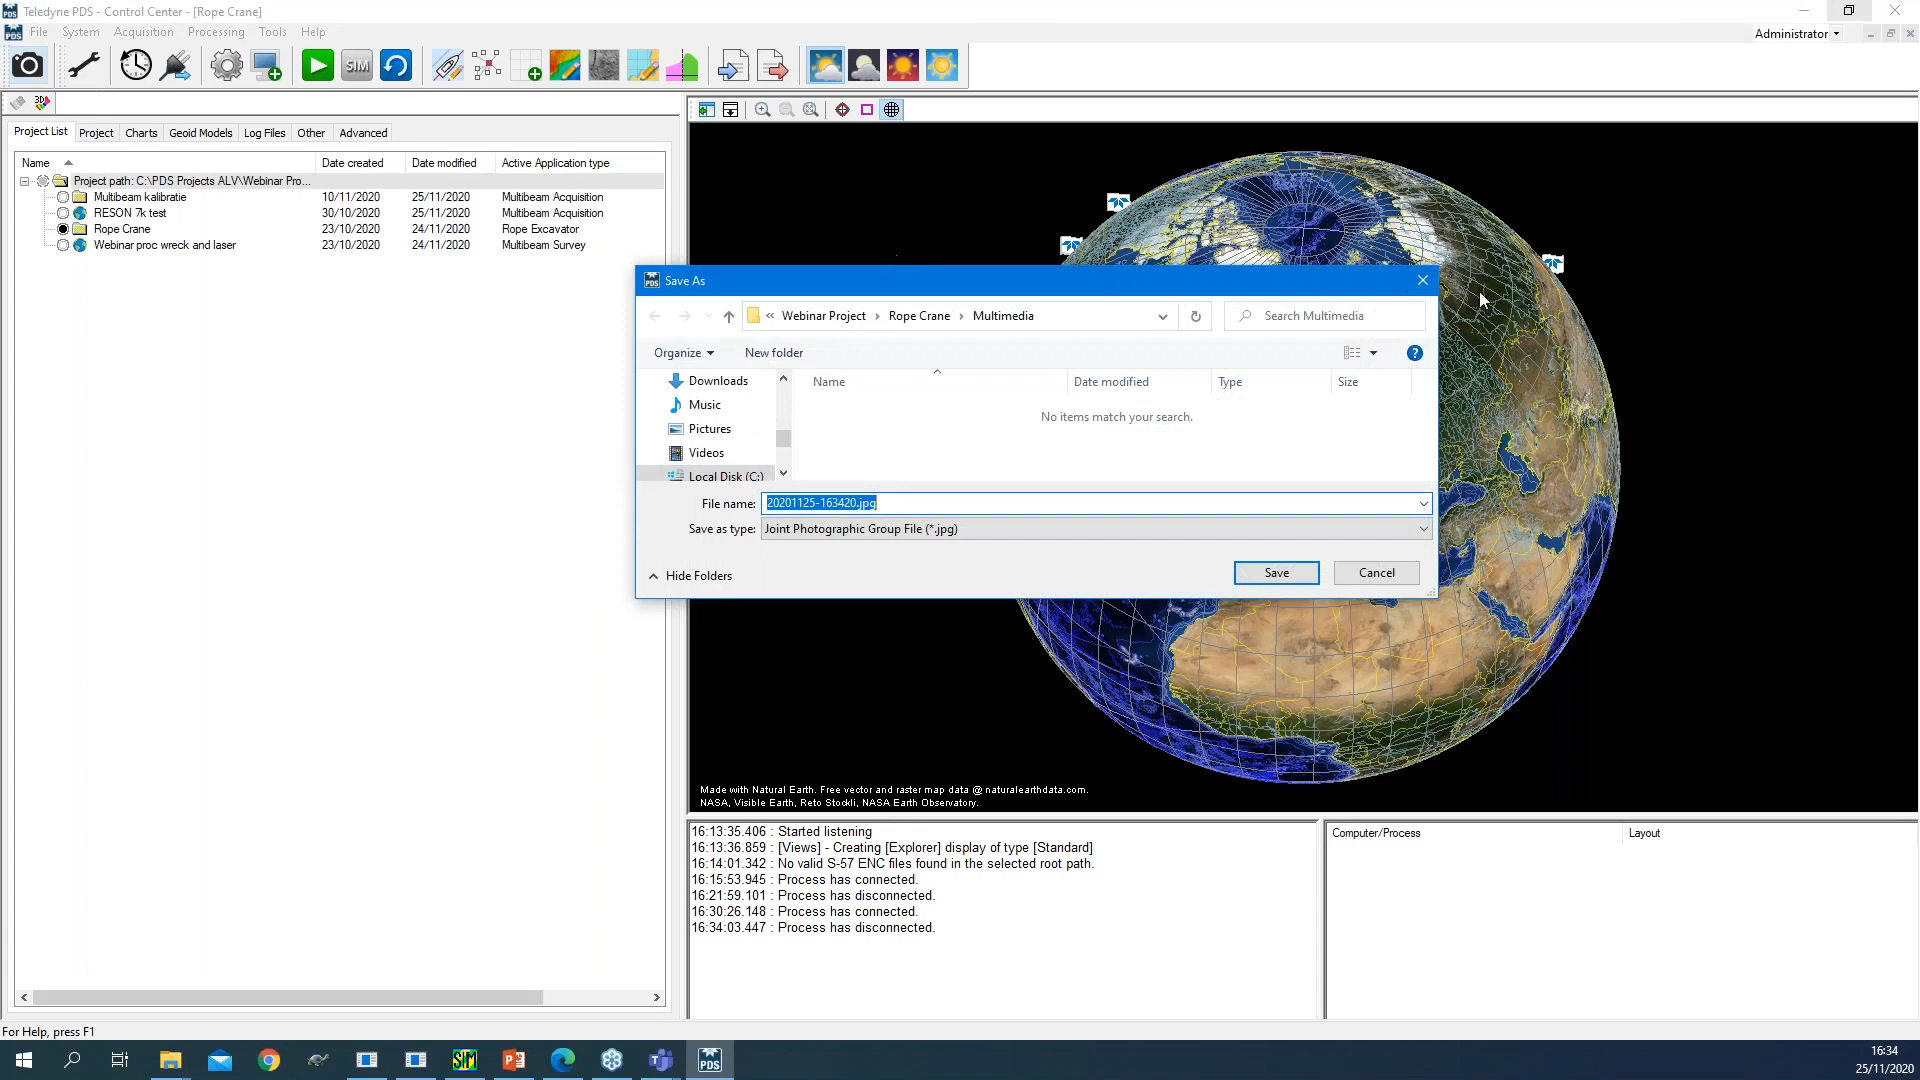 Teledyne PDS - Control Center - [Rope Crane]
File System Acquisition Processing Tools Help
Administrator
SIM
3D
Project List Project Charts Geoid Models Log Files Other Advanced
Name Date created Date modified Active Application type
Project path: C:\PDS Projects ALV\Webinar Pro...
Multibeam kalibratie 10/11/2020 25/11/2020 Multibeam Acquisition
RESON 7k test 30/10/2020 25/11/2020 Multibeam Acquisition
Rope Crane 23/10/2020 24/11/2020 Rope Excavator
Webinar proc wreck and laser 23/10/2020 24/11/2020 Multibeam Survey
PDS Save As
« Webinar Project › Rope Crane › Multimedia
Search Multimedia
Organize New folder
Downloads
Music
Pictures
Videos
Local Disk (C:)
Name Date modified Type Size
No items match your search.
File name: 20201125-163420.jpg
Save as type: Joint Photographic Group File (*.jpg)
Hide Folders
Save Cancel
Made with Natural Earth. Free vector and raster map data @ naturalearthdata.com.
NASA, Visible Earth, Reto Stockli, NASA Earth Observatory.
16:13:35.406 : Started listening
16:13:36.859 : [Views] - Creating [Explorer] display of type [Standard]
16:14:01.342 : No valid S-57 ENC files found in the selected root path.
16:15:53.945 : Process has connected.
16:21:59.101 : Process has disconnected.
16:30:26.148 : Process has connected.
16:34:03.447 : Process has disconnected.
Computer/Process Layout
For Help, press F1
SIM
PDS
16:34
25/11/2020